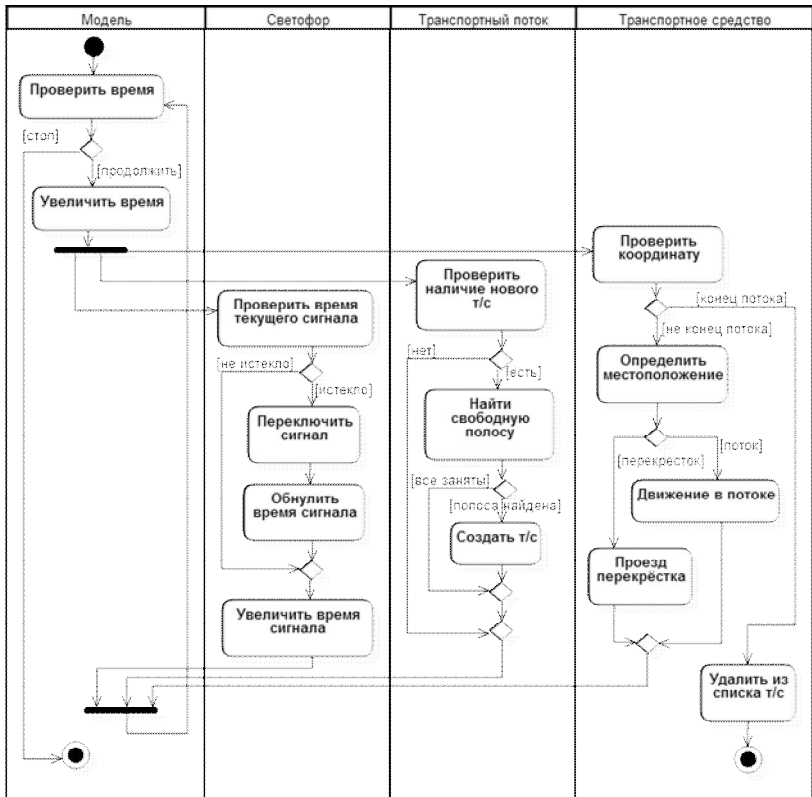 Модель
Светофор
Транспортный поток
Транспортное средство
Проверить время
[стоп]
[продолжить]
Увеличить время
Проверить время
текущего сигнала
[не истекло]
[истекло]
Переключить
сигнал
Обнулить
время сигнала
Увеличить время
сигнала
Проверить
наличие нового
т/с
[нет]
[есть]
Найти
свободную
полосу
[все заняты]
[полоса найдена]
Создать т/с
Проверить
координату
[конец потока]
[не конец потока]
Определить
местоположение
[перекресток]
[поток]
Движение в потоке
Проезд
перекрёстка
Удалить из
списка т/с